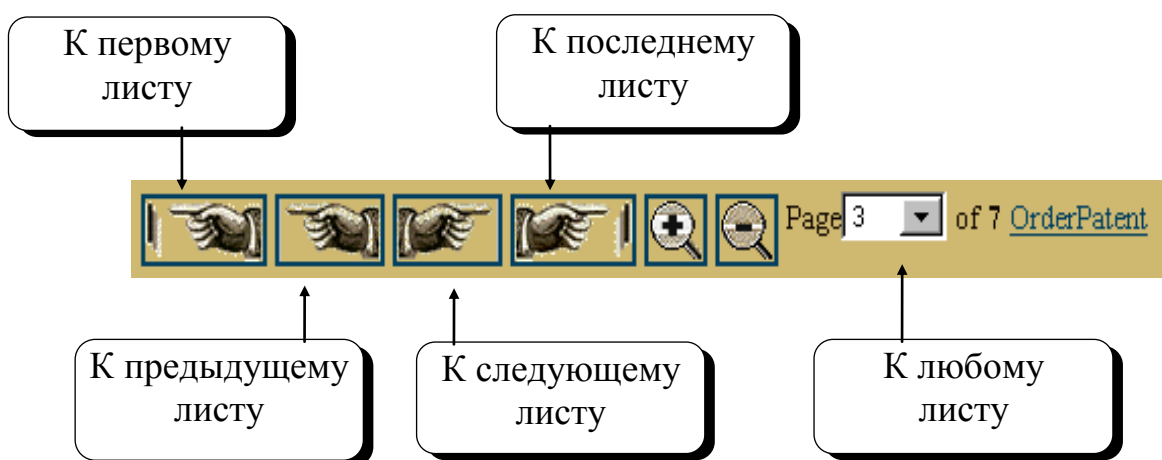 К первому
листу
К последнему
листу
Page 3 of 7 OrderPatent
К предыдущему
листу
К следующему
листу
К любому
листу